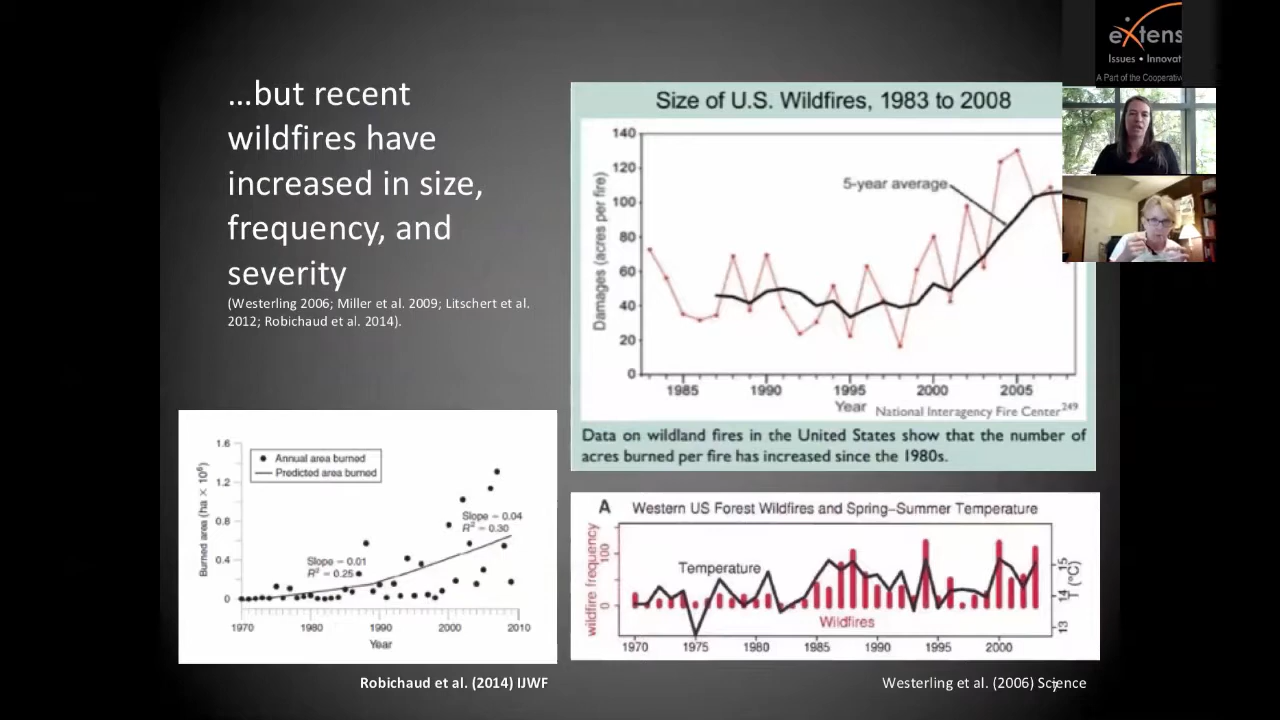 …but recent
wildfires have
increased in size,
frequency, and
severity
(Westerling 2006; Miller et al. 2009; Litschert et al.
2012; Robichaud et al. 2014).
Size of U.S. Wildfires, 1983 to 2008
140
120
100
80
60
40
20
0
Damages (acres per fire)
5-year average
1985 1990 1995 2000 2005
Year
National Interagency Fire Center249
Data on wildland fires in the United States show that the number of
acres burned per fire has increased since the 1980s.
eXtens
Issues • Innovat
A Part of the Cooperativ
1.6
1.2
0.8
0.4
0
Burned area (ha × 10⁶)
Annual area burned
Predicted area burned
Slope – 0.04
R² – 0.30
Slope – 0.01
R² – 0.25
1970 1980 1990 2000 2010
Year
Robichaud et al. (2014) IJWF
A Western US Forest Wildfires and Spring–Summer Temperature
wildfire frequency
100
0
Temperature
Wildfires
15
14
13
T (°C)
1970 1975 1980 1985 1990 1995 2000
Westerling et al. (2006) Science